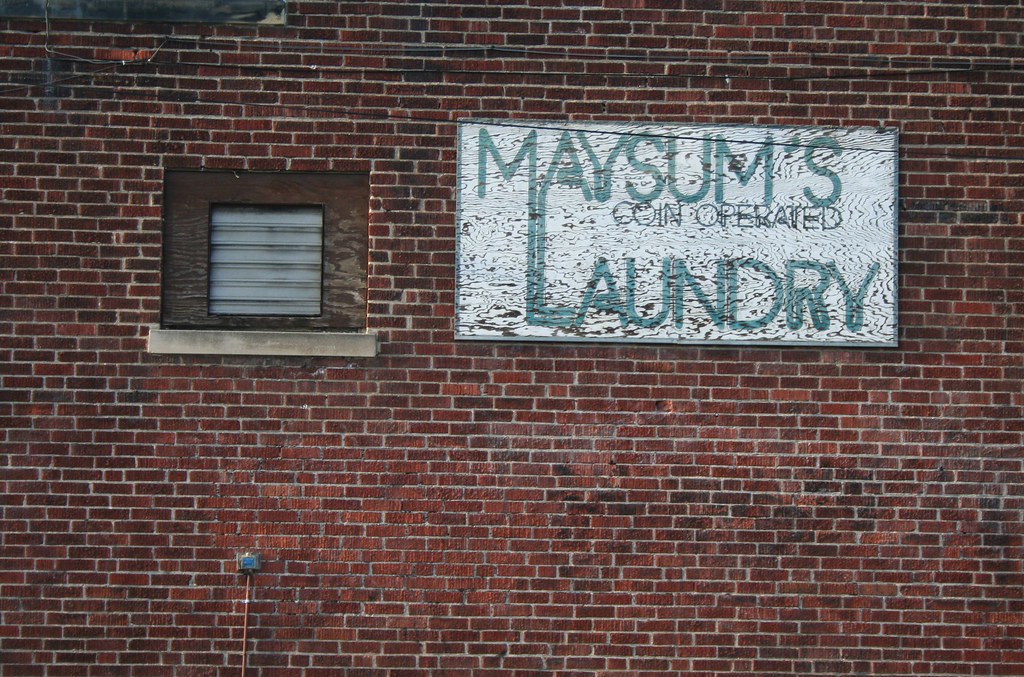 MAYSUM'S
COIN OPERATED
LAUNDRY